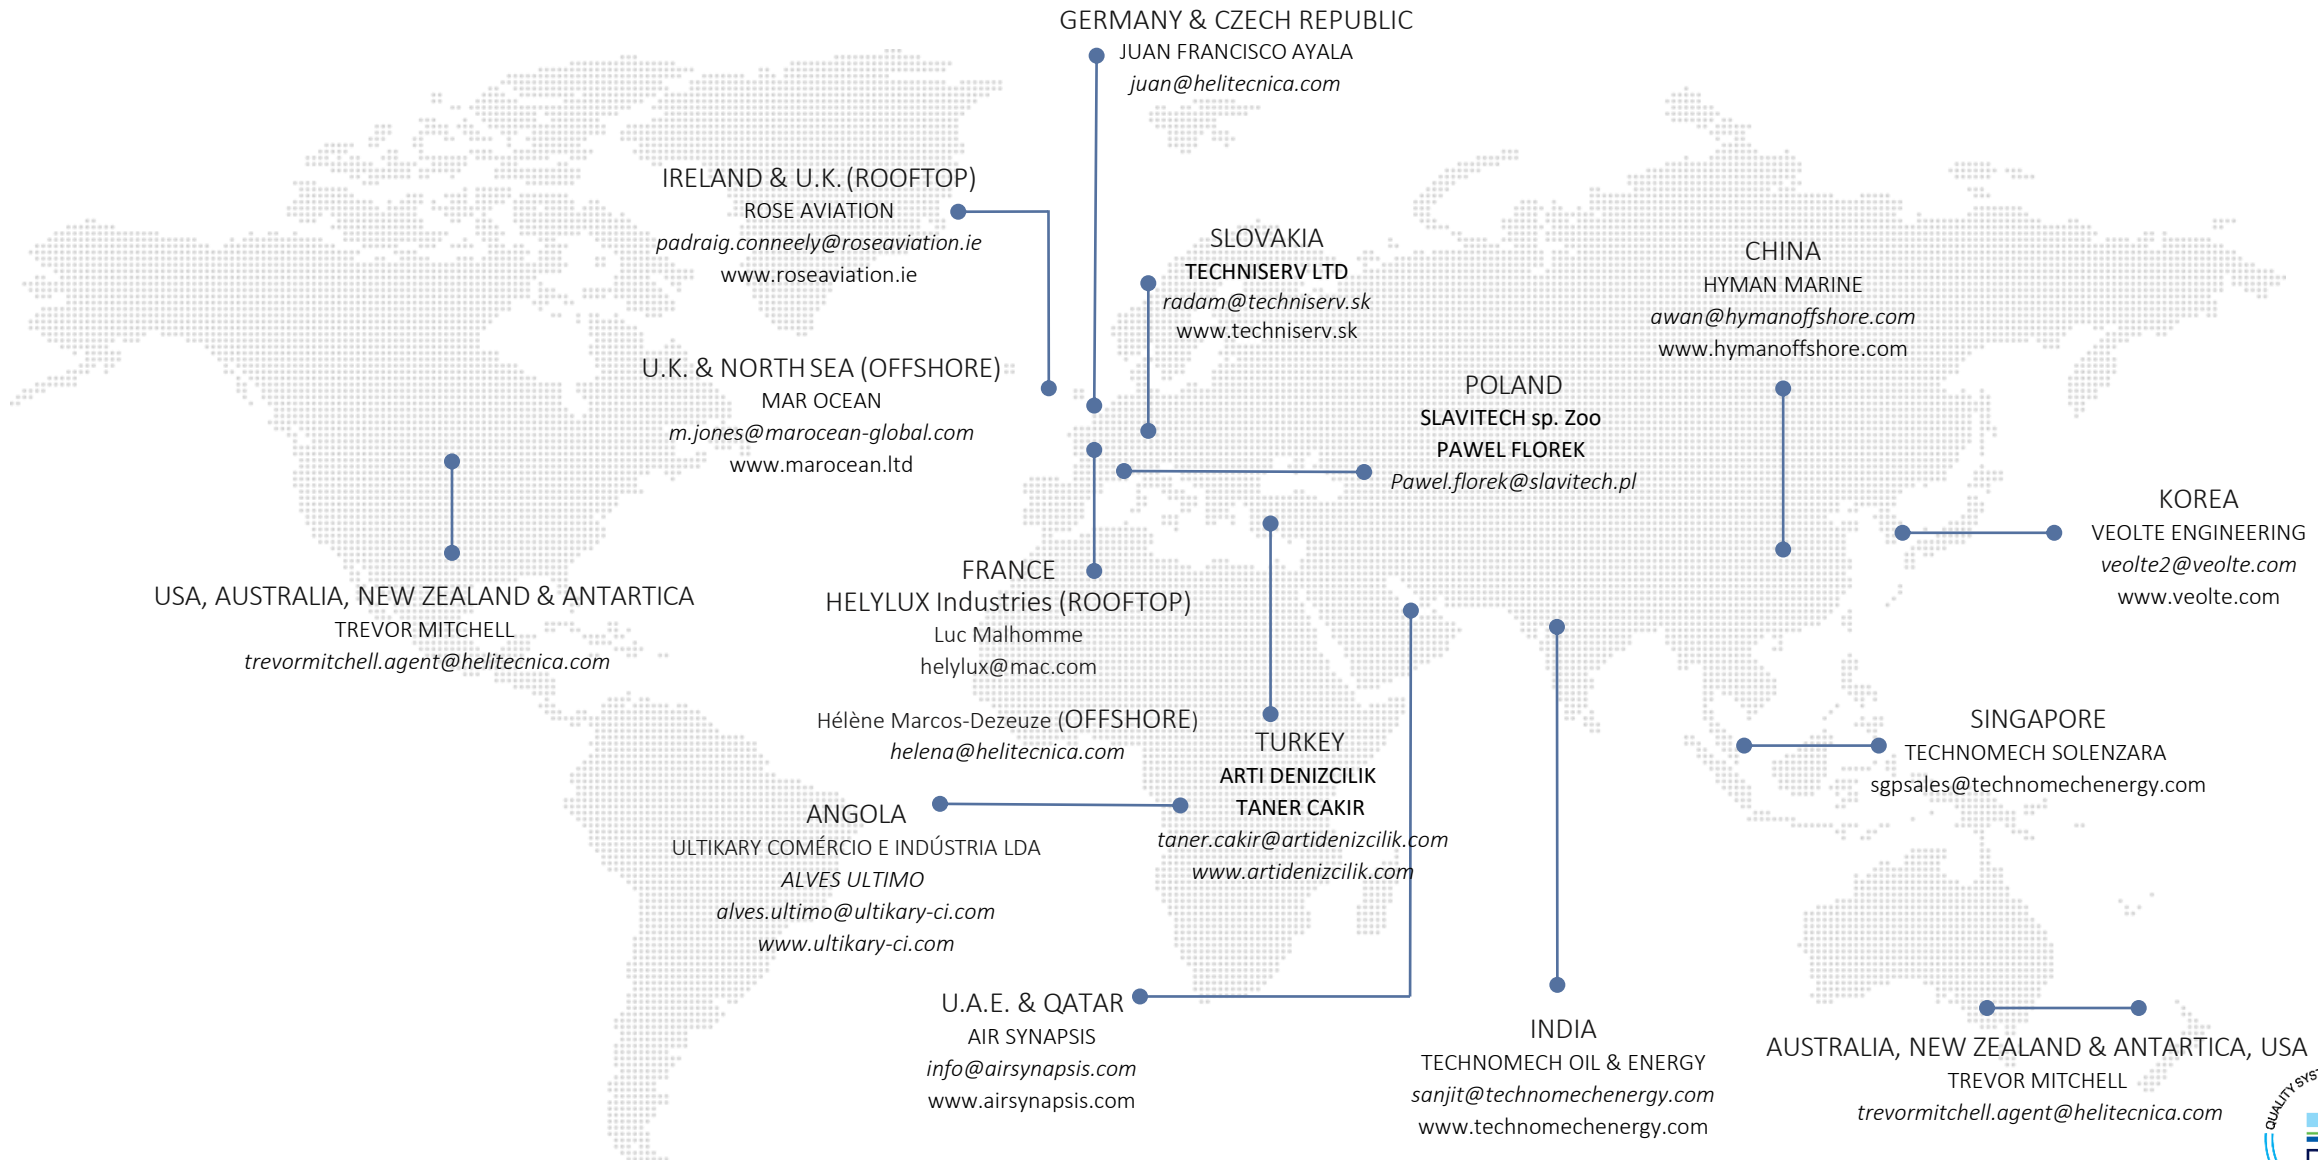 GERMANY & CZECH REPUBLIC
JUAN FRANCISCO AYALA
juan@helitecnica.com
IRELAND & U.K. (ROOFTOP)
ROSE AVIATION
padraig.conneely@roseaviation.ie
www.roseaviation.ie
SLOVAKIA
TECHNISERV LTD
radam@techniserv.sk
www.techniserv.sk
CHINA
HYMAN MARINE
awan@hymanoffshore.com
www.hymanoffshore.com
U.K. & NORTH SEA (OFFSHORE)
MAR OCEAN
m.jones@marocean-global.com
www.marocean.ltd
POLAND
SLAVITECH sp. Zoo
PAWEL FLOREK
Pawel.florek@slavitech.pl
KOREA
VEOLTE ENGINEERING
veolte2@veolte.com
www.veolte.com
USA, AUSTRALIA, NEW ZEALAND & ANTARTICA
TREVOR MITCHELL
trevormitchell.agent@helitecnica.com
FRANCE
HELYLUX Industries (ROOFTOP)
Luc Malhomme
helylux@mac.com
Hélène Marcos-Dezeuze (OFFSHORE)
helena@helitecnica.com
TURKEY
ARTI DENIZCILIK
TANER CAKIR
taner.cakir@artidenizcilik.com
www.artidenizcilik.com
SINGAPORE
TECHNOMECH SOLENZARA
sgpsales@technomechenergy.com
ANGOLA
ULTIKARY COMÉRCIO E INDÚSTRIA LDA
ALVES ULTIMO
alves.ultimo@ultikary-ci.com
www.ultikary-ci.com
U.A.E. & QATAR
AIR SYNAPSIS
info@airsynapsis.com
www.airsynapsis.com
INDIA
TECHNOMECH OIL & ENERGY
sanjit@technomechenergy.com
www.technomechenergy.com
AUSTRALIA, NEW ZEALAND & ANTARTICA, USA
TREVOR MITCHELL
trevormitchell.agent@helitecnica.com
QUALITY SYS